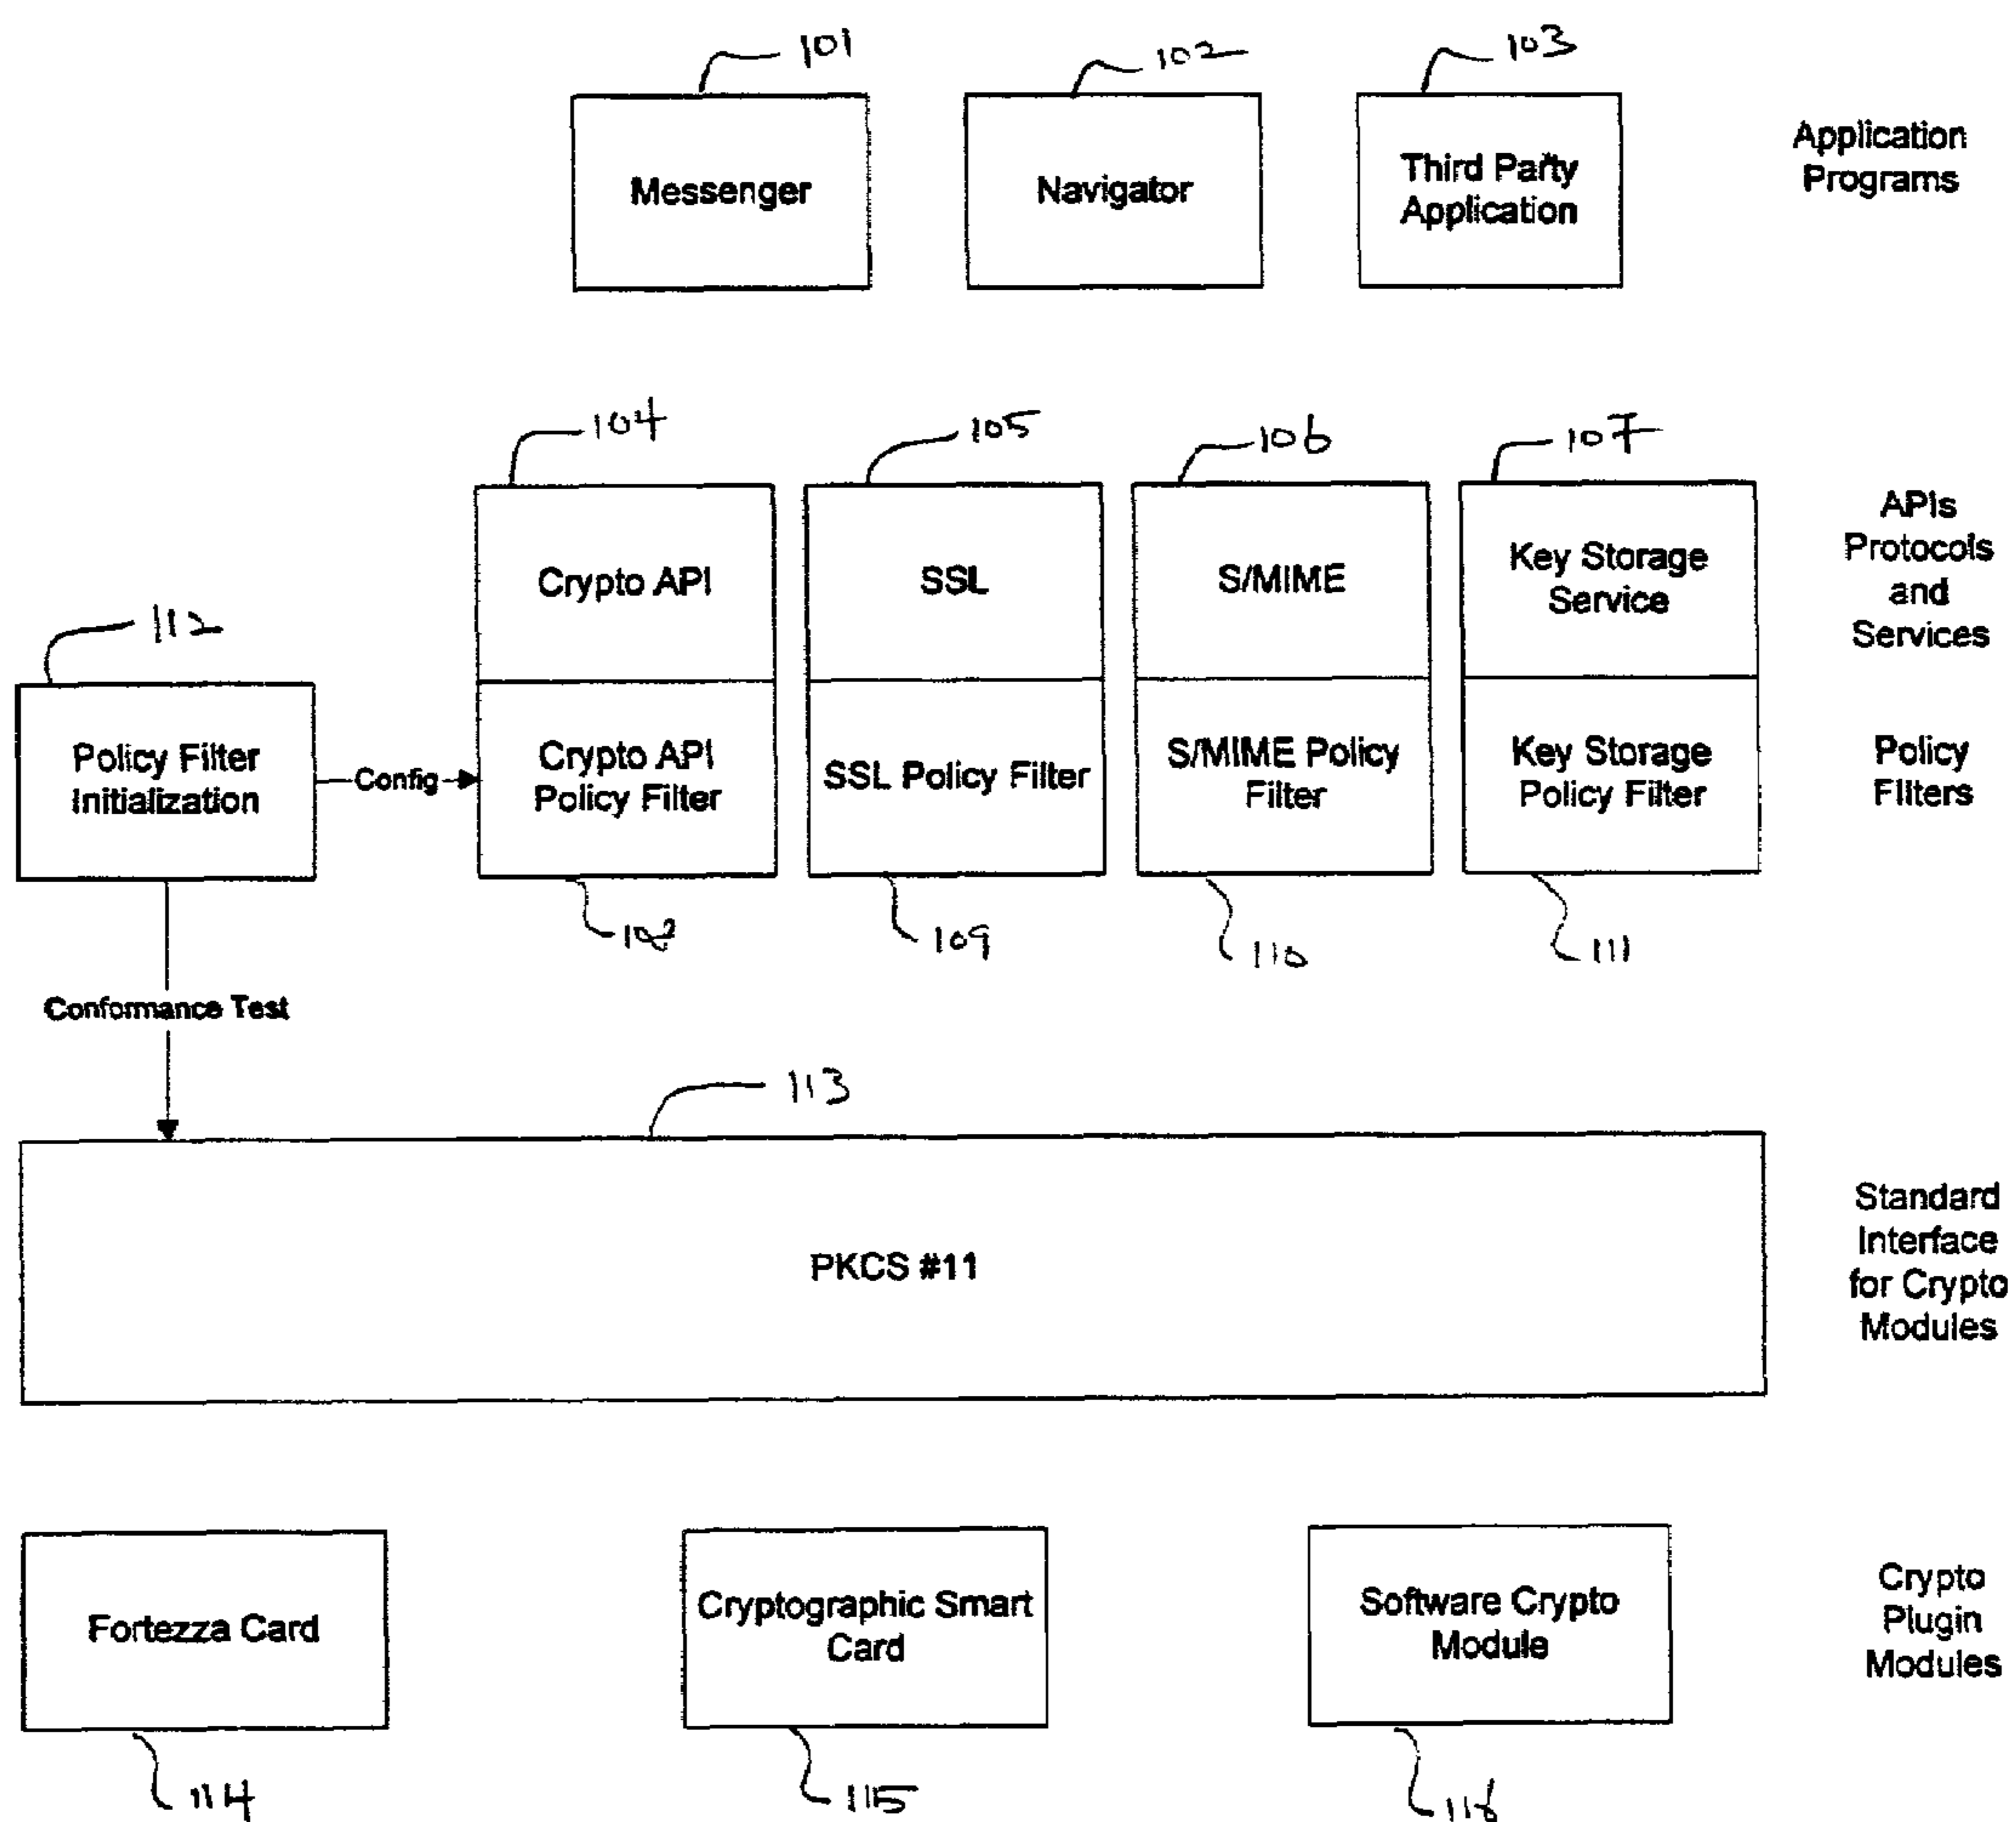 101
102
103
Messenger
Navigator
Third Party
Application
Application
Programs
104
105
106
107
Crypto API
SSL
S/MIME
Key Storage
Service
APIs
Protocols
and
Services
112
Policy Filter
Initialization
Config
Crypto API
Policy Filter
SSL Policy Filter
S/MIME Policy
Filter
Key Storage
Policy Filter
Policy
Filters
108
109
110
111
Conformance Test
113
PKCS #11
Standard
Interface
for Crypto
Modules
Fortezza Card
Cryptographic Smart
Card
Software Crypto
Module
Crypto
Plugin
Modules
114
115
116